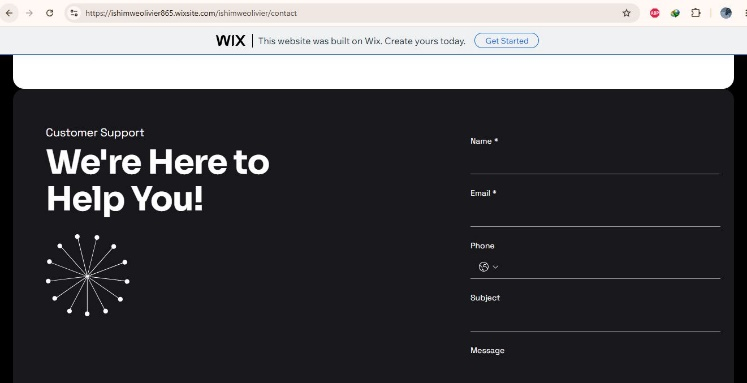 https://ishimweolivier865.wixsite.com/ishimweolivier/contact
ABP
WIX | This website was built on Wix. Create yours today. Get Started
Customer Support
We're Here to
Help You!
Name *
Email *
Phone
Subject
Message